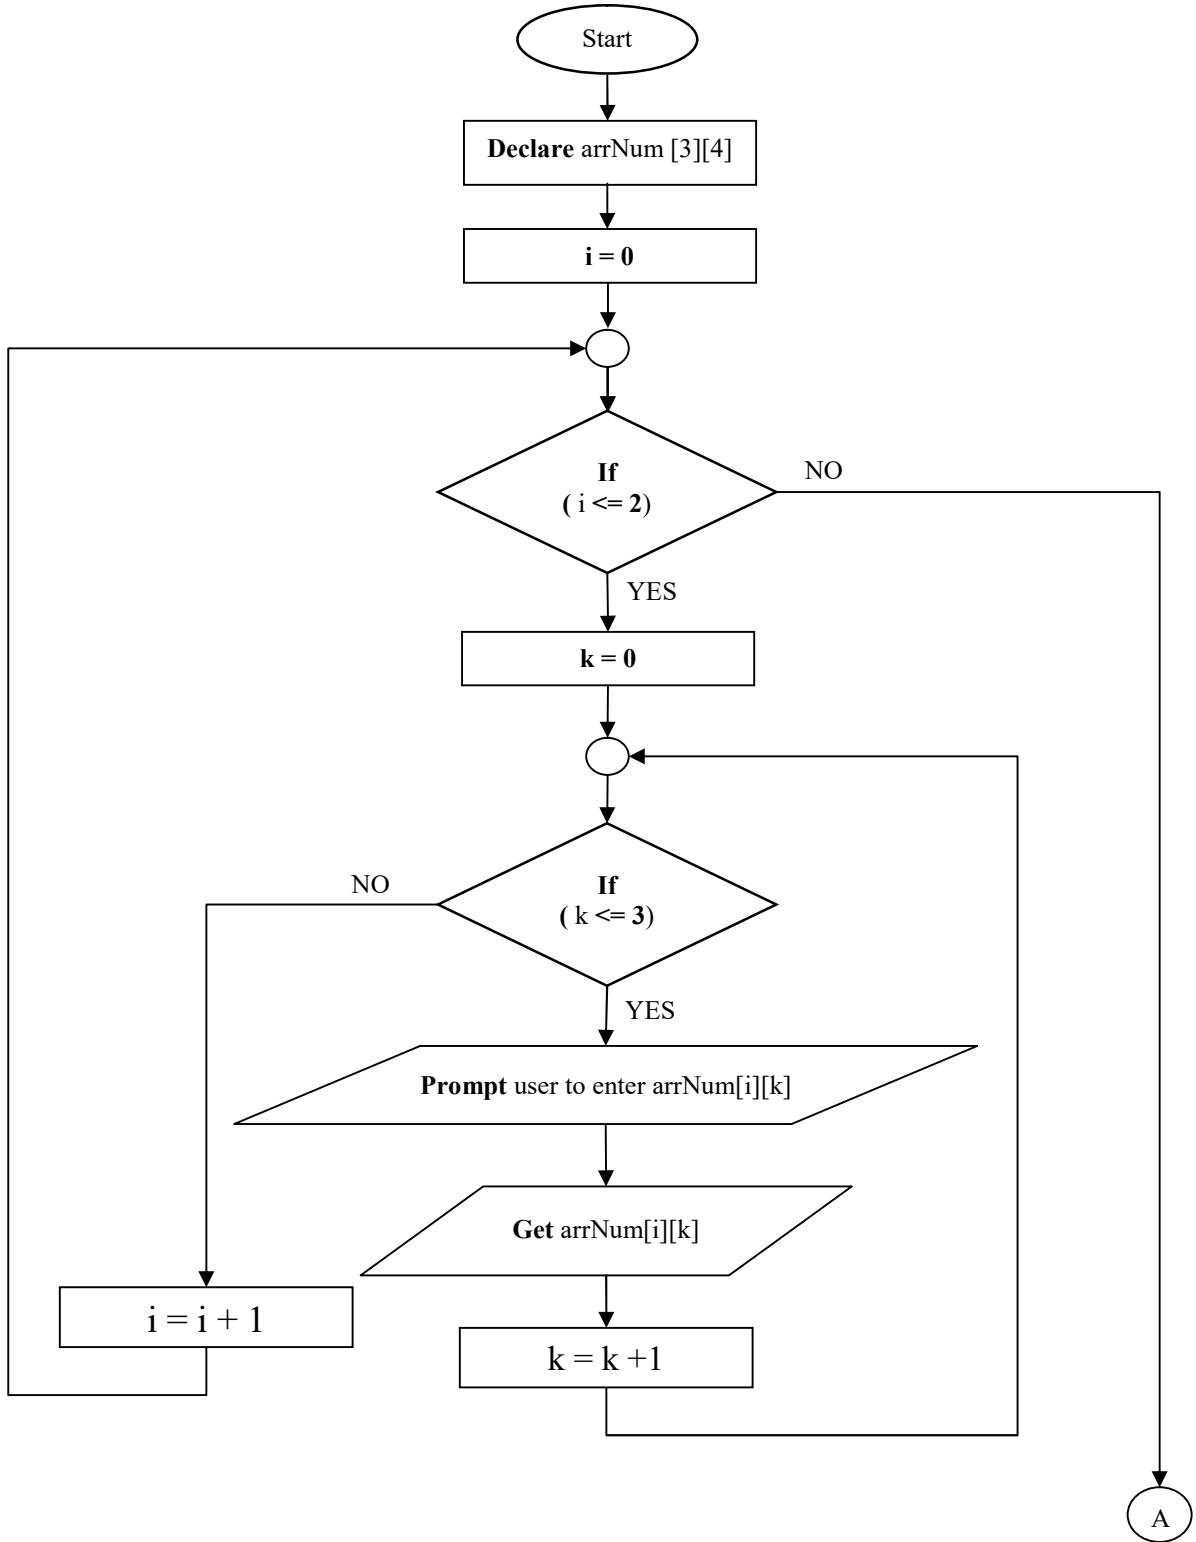 Start
Declare arrNum [3][4]
i = 0
If
( i <= 2)
NO
YES
k = 0
If
( k <= 3)
NO
YES
Prompt user to enter arrNum[i][k]
Get arrNum[i][k]
i = i + 1
k = k +1
A